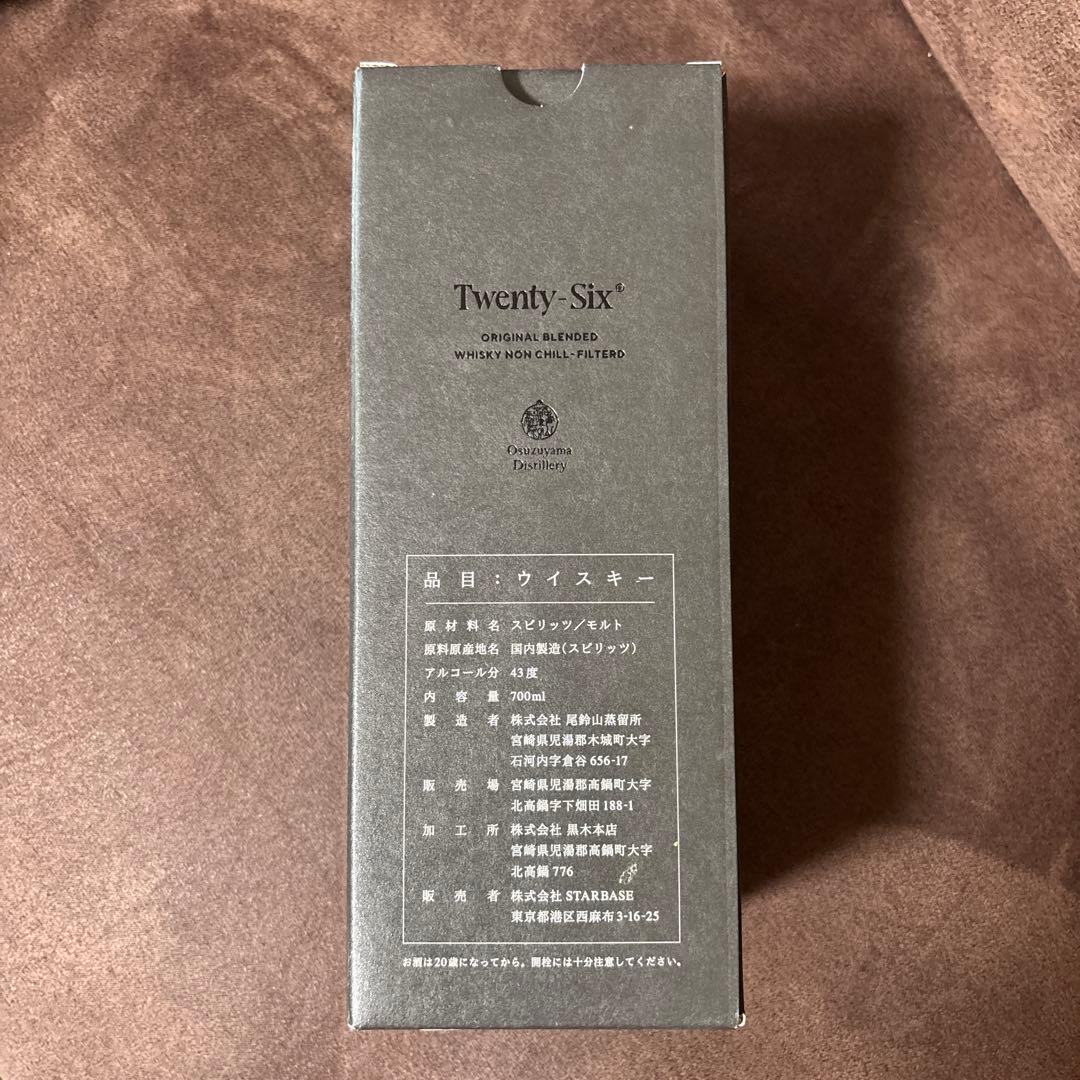 Twenty-Six®
ORIGINAL BLENDED
WHISKY NON CHILL-FILTERD
Osuzuyama
Distillery
品目：ウイスキー
原材料名 スピリッツ／モルト
原料原産地名 国内製造（スピリッツ）
アルコール分 43度
内容量 700ml
製造者 株式会社 尾鈴山蒸留所
宮崎県児湯郡木城町大字
石河内字倉谷 656-17
販売場 宮崎県児湯郡高鍋町大字
北高鍋字下畑田 188-1
加工所 株式会社 黒木本店
宮崎県児湯郡高鍋町大字
北高鍋 776
販売者 株式会社 STARBASE
東京都港区西麻布 3-16-25
お酒は20歳になってから。開栓には十分注意してください。